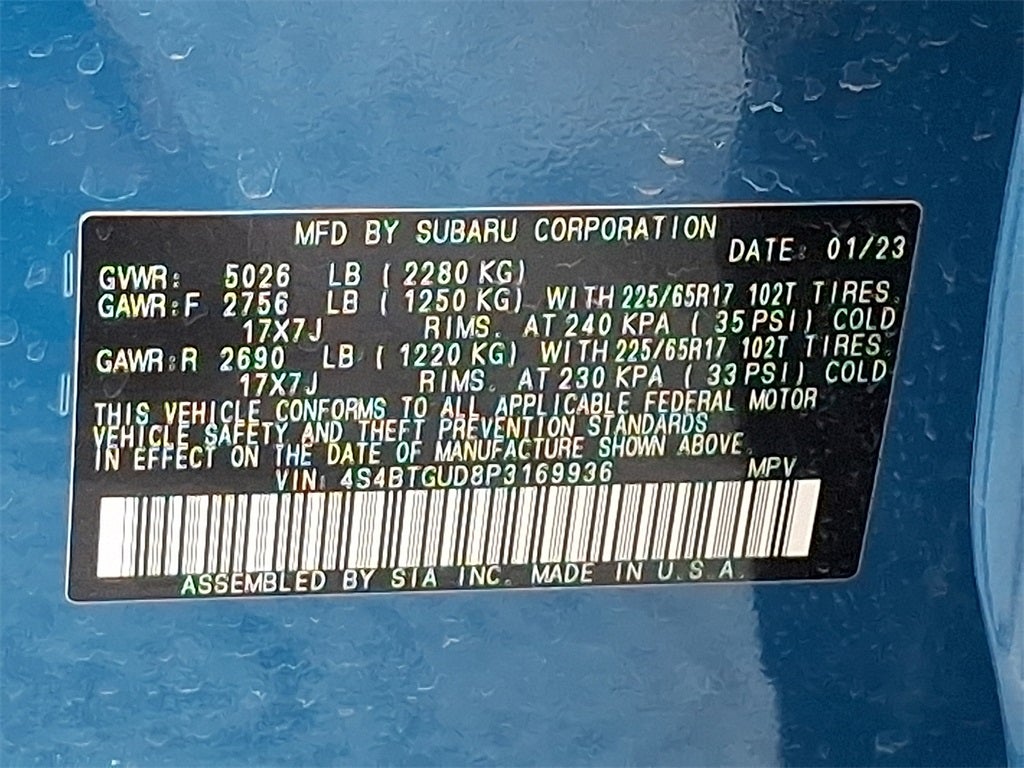 MFD BY SUBARU CORPORATION
DATE: 01/23
GVWR: 5026 LB ( 2280 KG)
GAWR:F 2756 LB ( 1250 KG) WITH 225/65R17 102T TIRES.
17X7J RIMS. AT 240 KPA ( 35 PSI) COLD
GAWR:R 2690 LB ( 1220 KG) WITH 225/65R17 102T TIRES.
17X7J RIMS. AT 230 KPA ( 33 PSI) COLD
THIS VEHICLE CONFORMS TO ALL APPLICABLE FEDERAL MOTOR
VEHICLE SAFETY AND THEFT PREVENTION STANDARDS
IN EFFECT ON THE DATE OF MANUFACTURE SHOWN ABOVE.
VIN: 4S4BTGUD8P3169936 MPV
ASSEMBLED BY SIA INC. MADE IN U.S.A.